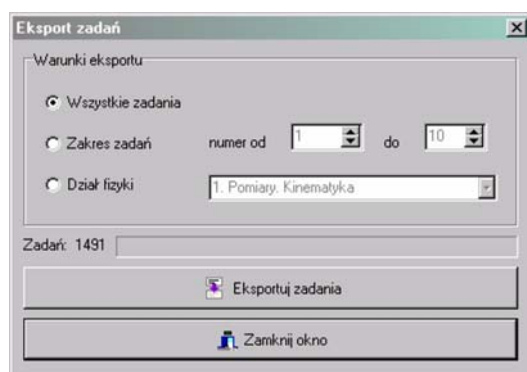 Eksport zadań
Warunki eksportu
Wszystkie zadania
Zakres zadań numer od 1 do 10
Dział fizyki 1. Pomiary. Kinematyka
Zadań: 1491
Eksportuj zadania
Zamknij okno